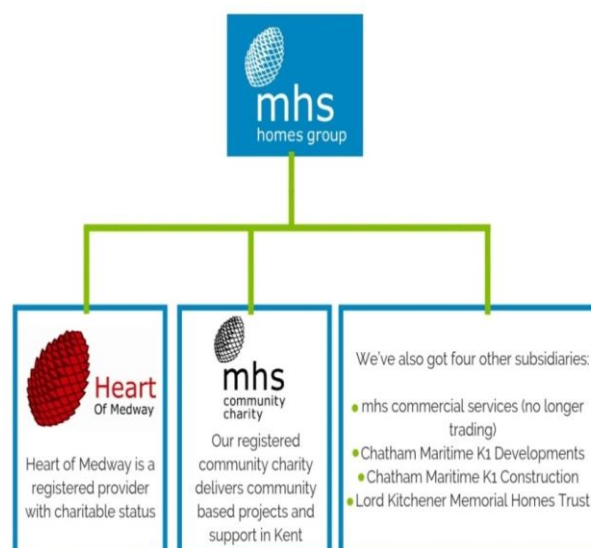 mhs
homes group
Heart
Of Medway
Heart of Medway is a
registered provider
with charitable status
mhs
community
charity
Our registered
community charity
delivers community
based projects and
support in Kent
We've also got four other subsidiaries:
mhs commercial services (no longer
trading)
Chatham Maritime K1 Developments
Chatham Maritime K1 Construction
Lord Kitchener Memorial Homes Trust